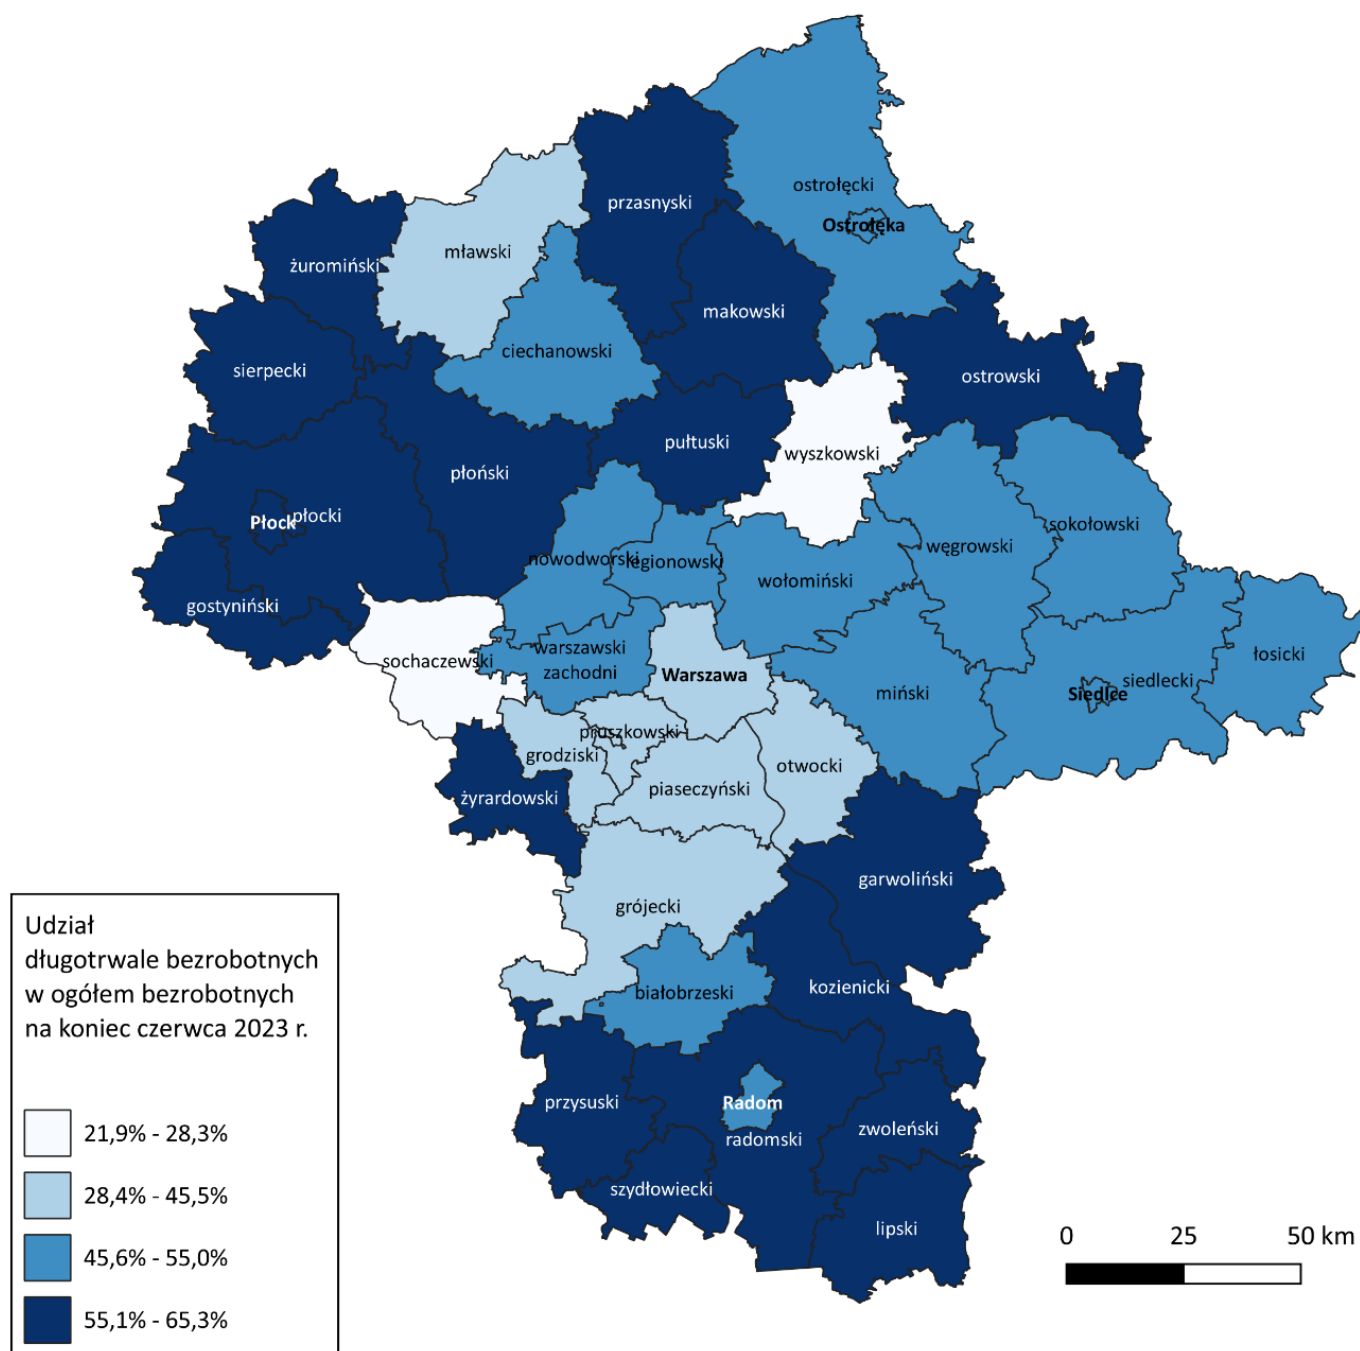 ostrołęcki
Ostrołęka
przasnyski
mławski
żuromiński
makowski
ciechanowski
sierpecki
ostrowski
pułtuski
wyszkowski
płoński
płocki
Płock
sokołowski
węgrowski
nowodworski
legionowski
wołomiński
gostyniński
warszawski
zachodni
sochaczewski
Warszawa
łosicki
siedlecki
Siedlce
miński
pruszkowski
grodziski
otwocki
piaseczyński
żyrardowski
garwoliński
grójecki
kozienicki
białobrzeski
przysuski
Radom
radomski
zwoleński
szydłowiecki
lipski
Udział
długotrwale bezrobotnych
w ogółem bezrobotnych
na koniec czerwca 2023 r.
21,9% - 28,3%
28,4% - 45,5%
45,6% - 55,0%
55,1% - 65,3%
0 25 50 km